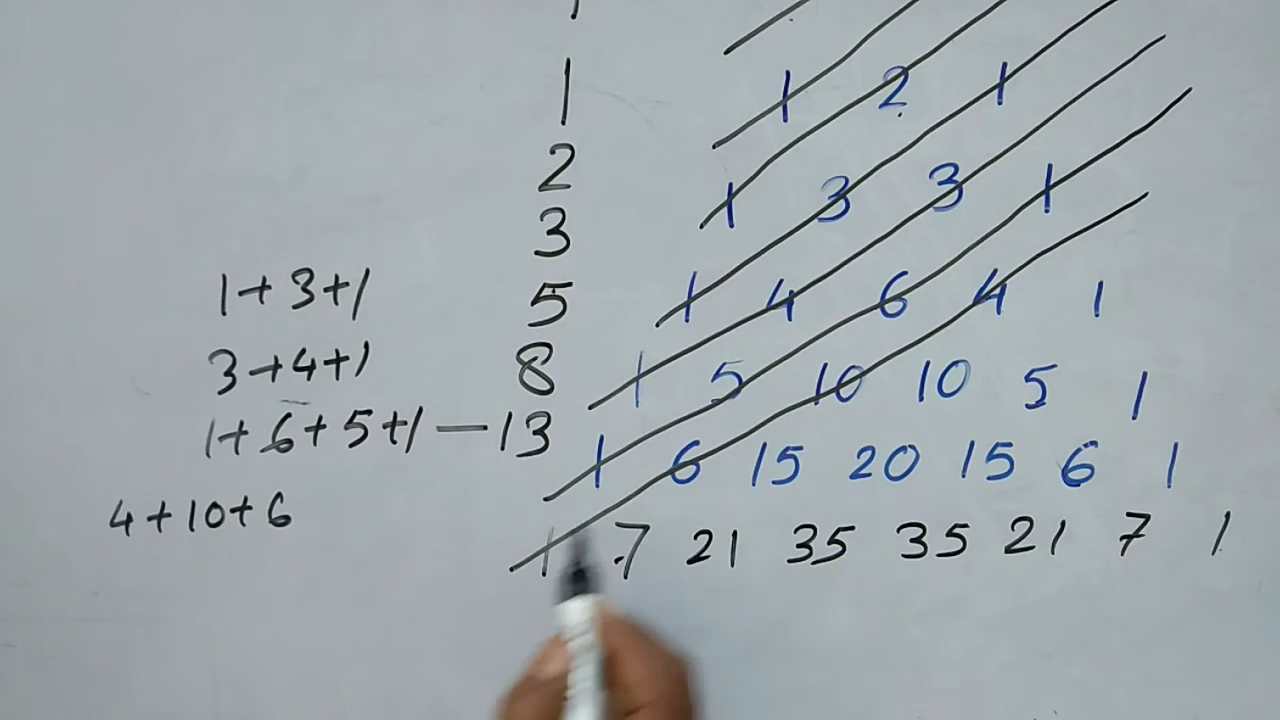 1
1 1 2 1
2 1 3 3 1
1+3+1 3
5 1 4 6 4 1
3+4+1 8 1 5 10 10 5 1
1+6+5+1 — 13 1 6 15 20 15 6 1
4+10+6 1 7 21 35 35 21 7 1